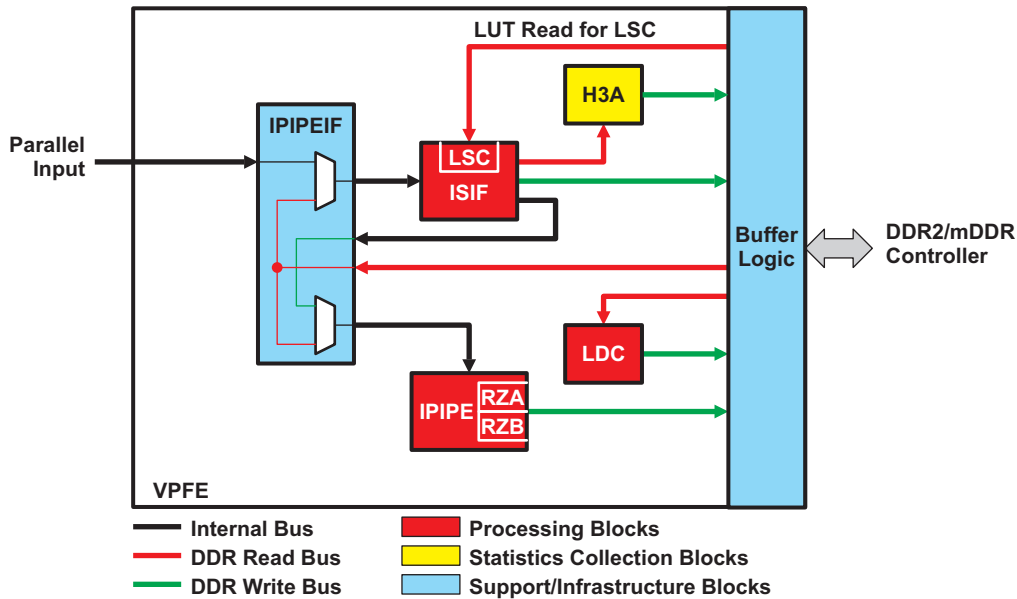 LUT Read for LSC
H3A
IPIPEIF
Parallel
Input
LSC
ISIF
Buffer
Logic
DDR2/mDDR
Controller
LDC
IPIPE
RZA
RZB
VPFE
Internal Bus
DDR Read Bus
DDR Write Bus
Processing Blocks
Statistics Collection Blocks
Support/Infrastructure Blocks